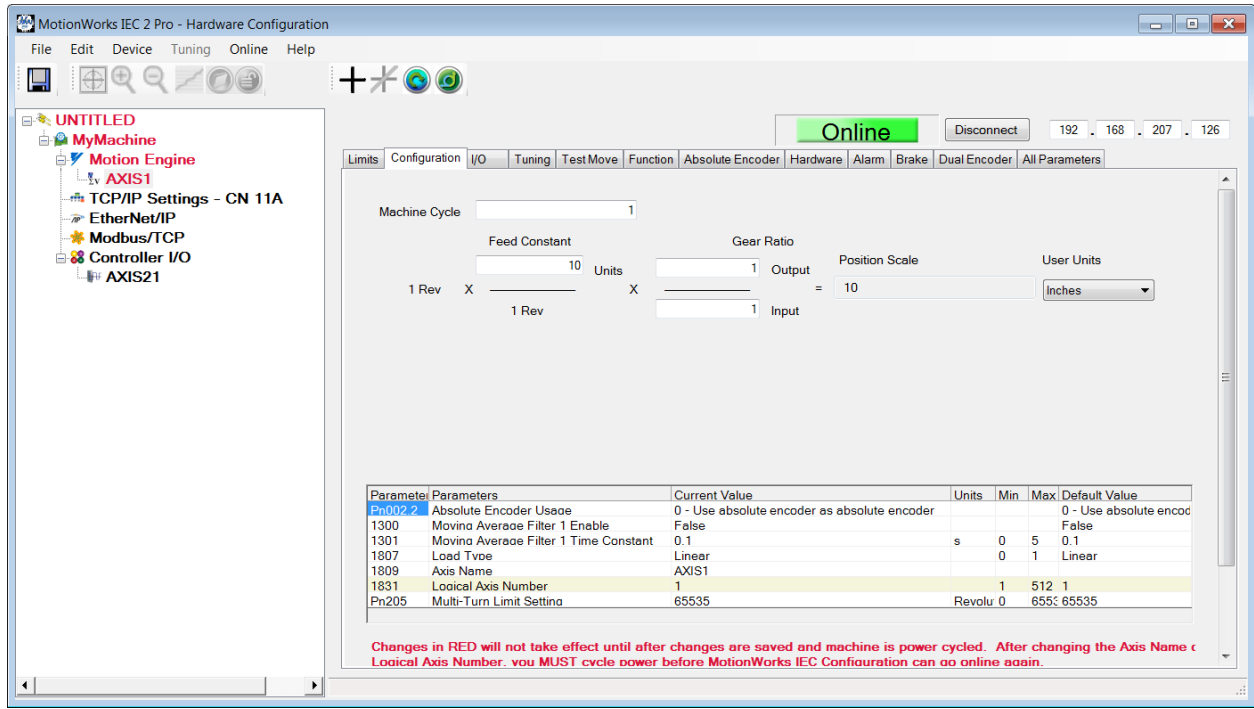 MotionWorks IEC 2 Pro - Hardware Configuration
File Edit Device Tuning Online Help
UNTITLED
MyMachine
Motion Engine
AXIS1
TCP/IP Settings - CN 11A
EtherNet/IP
Modbus/TCP
Controller I/O
AXIS21
Online Disconnect 192 . 168 . 207 . 126
Limits Configuration I/O Tuning Test Move Function Absolute Encoder Hardware Alarm Brake Dual Encoder All Parameters
Machine Cycle 1
Feed Constant Gear Ratio
10 Units 1 Output Position Scale User Units
1 Rev X X = 10 Inches
1 Rev 1 Input
Parameter Parameters Current Value Units Min Max Default Value
Pn002.2 Absolute Encoder Usage 0 - Use absolute encoder as absolute encoder 0 - Use absolute encod
1300 Moving Average Filter 1 Enable False False
1301 Moving Average Filter 1 Time Constant 0.1 s 0 5 0.1
1807 Load Type Linear 0 1 Linear
1809 Axis Name AXIS1
1831 Logical Axis Number 1 1 512 1
Pn205 Multi-Turn Limit Setting 65535 Revolu 0 6553 65535
Changes in RED will not take effect until after changes are saved and machine is power cycled. After changing the Axis Name o
Logical Axis Number, you MUST cycle power before MotionWorks IEC Configuration can go online again.